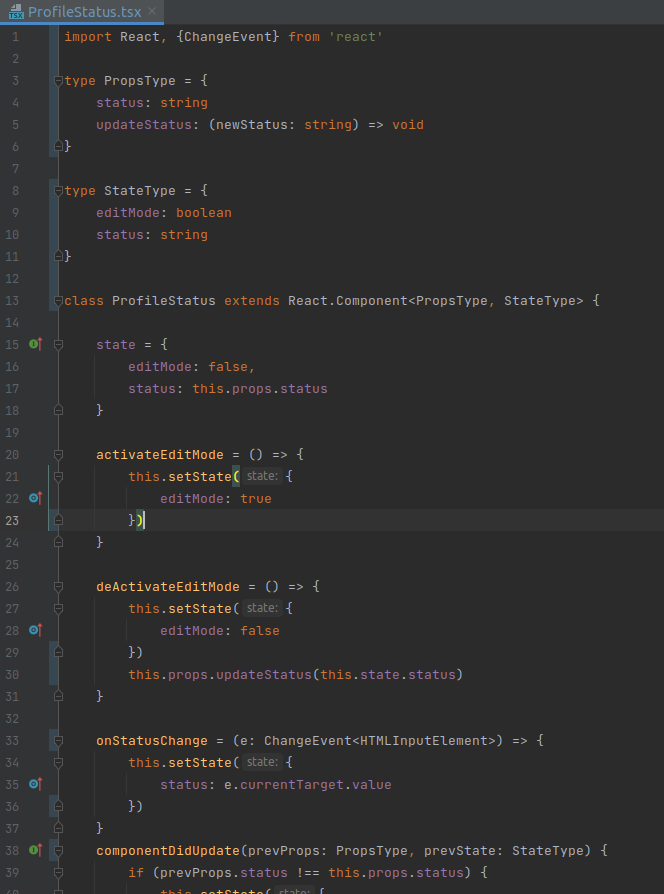 TSX ProfileStatus.tsx ×
1 import React, {ChangeEvent} from 'react'
2
3 type PropsType = {
4 status: string
5 updateStatus: (newStatus: string) => void
6 }
7
8 type StateType = {
9 editMode: boolean
10 status: string
11 }
12
13 class ProfileStatus extends React.Component<PropsType, StateType> {
14
15 state = {
16 editMode: false,
17 status: this.props.status
18 }
19
20 activateEditMode = () => {
21 this.setState( state: {
22 editMode: true
23 })
24 }
25
26 deActivateEditMode = () => {
27 this.setState( state: {
28 editMode: false
29 })
30 this.props.updateStatus(this.state.status)
31 }
32
33 onStatusChange = (e: ChangeEvent<HTMLInputElement>) => {
34 this.setState( state: {
35 status: e.currentTarget.value
36 })
37 }
38 componentDidUpdate(prevProps: PropsType, prevState: StateType) {
39 if (prevProps.status !== this.props.status) {
40 this.setState( state: {